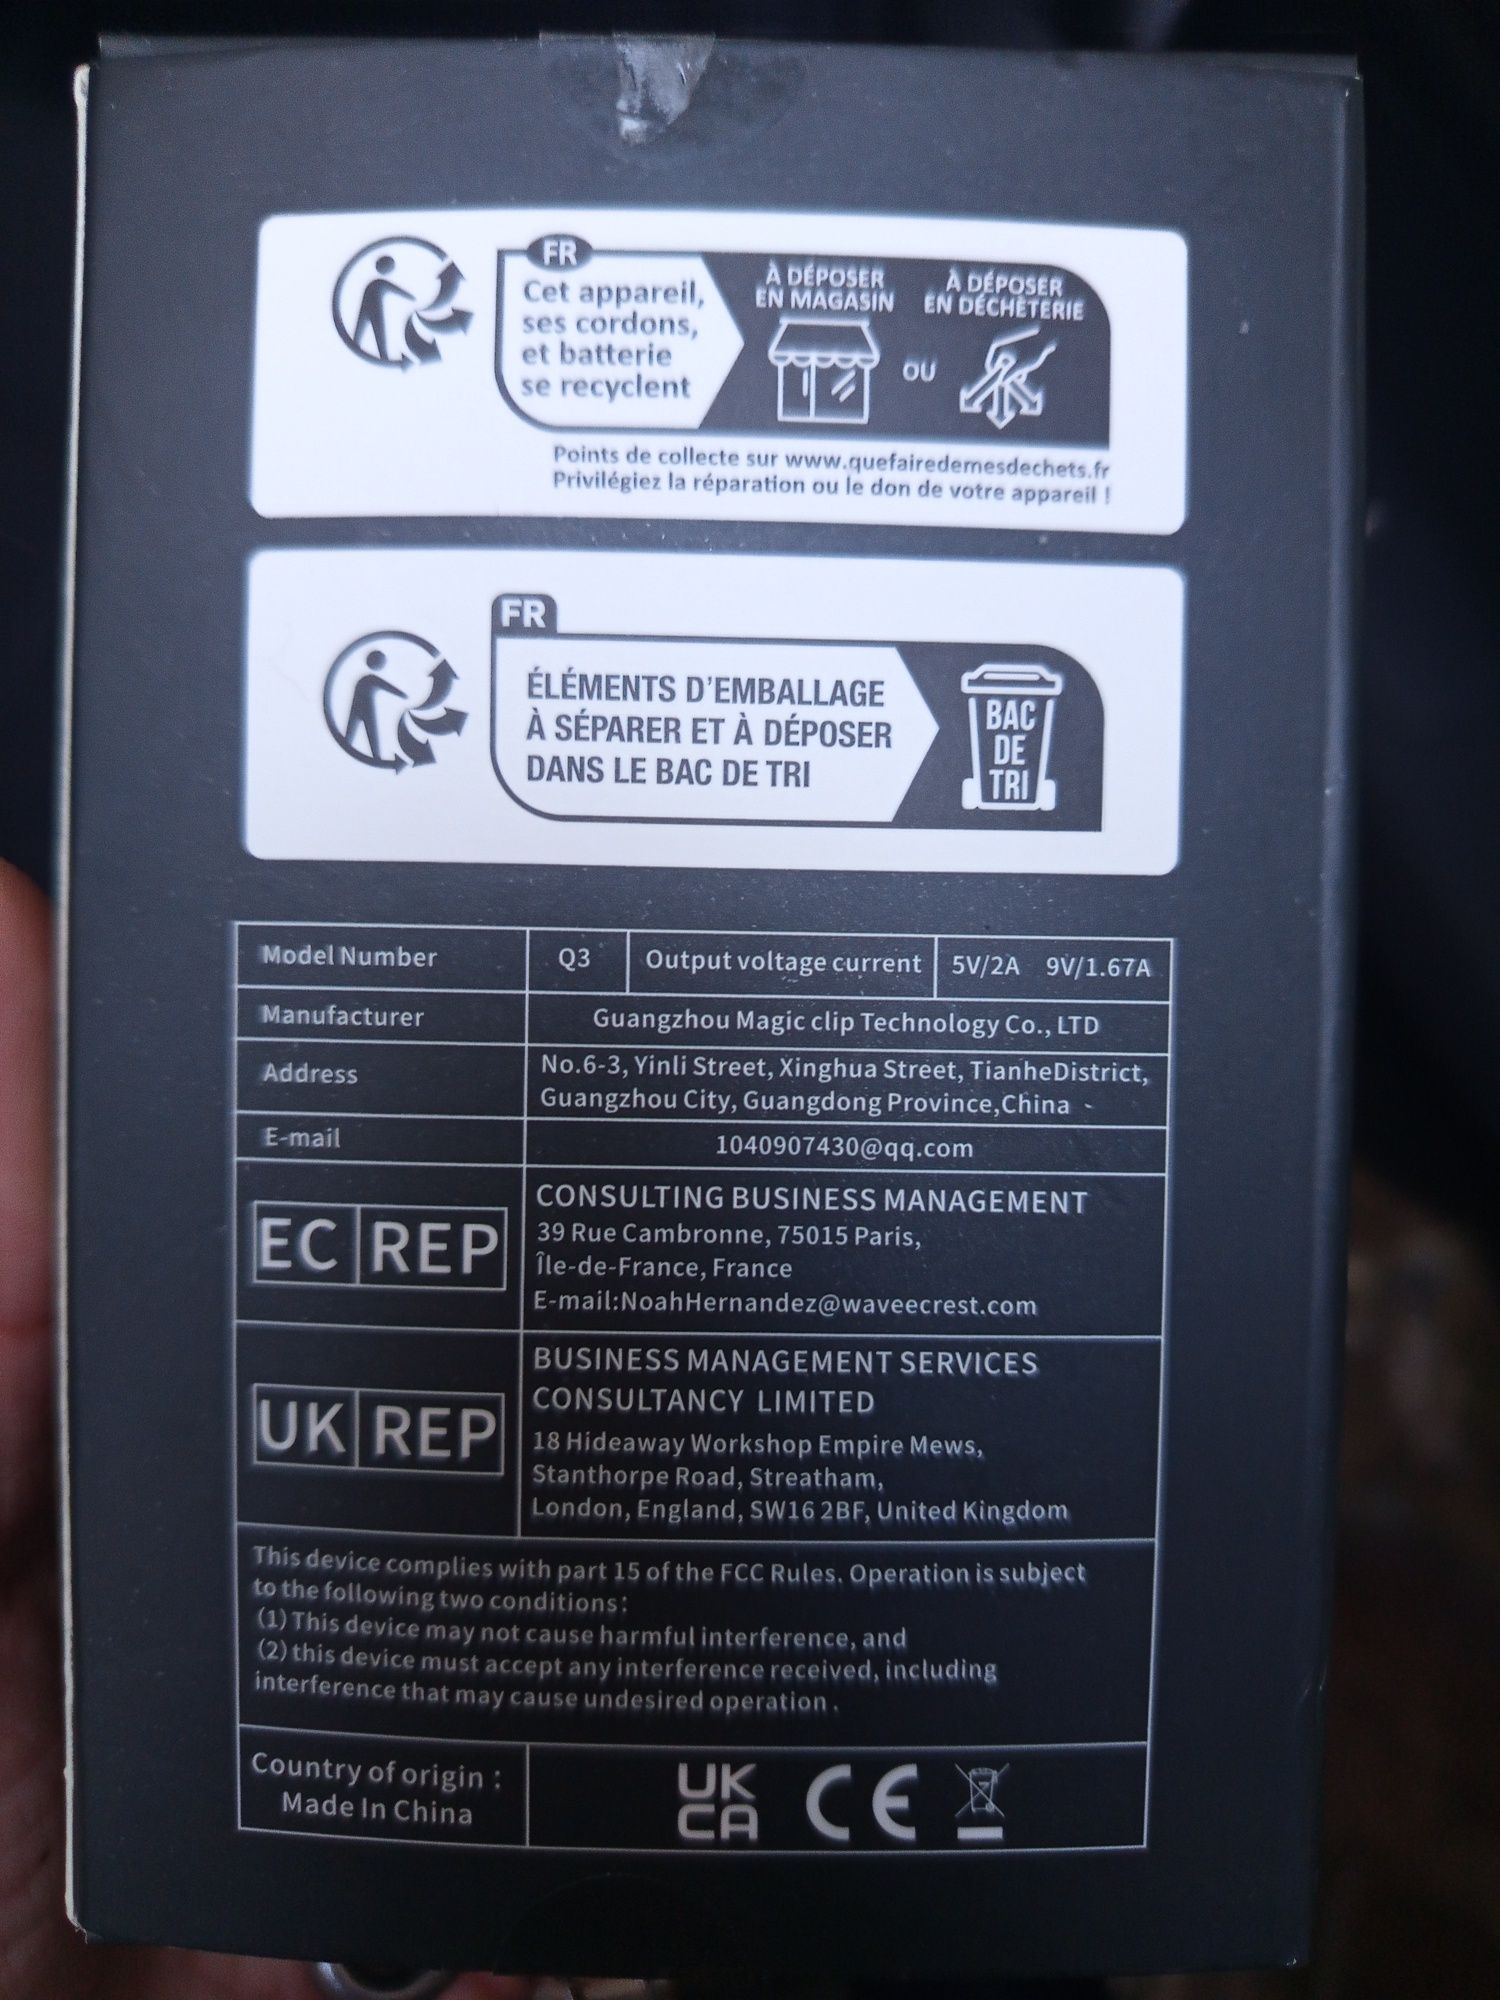 FR
Cet appareil,
ses cordons,
et batterie
se recyclent
À DÉPOSER
EN MAGASIN
OU
À DÉPOSER
EN DÉCHÈTERIE
Points de collecte sur www.quefairedemesdechets.fr
Privilégiez la réparation ou le don de votre appareil !
FR
ÉLÉMENTS D'EMBALLAGE
À SÉPARER ET À DÉPOSER
DANS LE BAC DE TRI
BAC
DE
TRI
Model Number Q3 Output voltage current 5V/2A 9V/1.67A
Manufacturer Guangzhou Magic clip Technology Co., LTD
Address No.6-3, Yinli Street, Xinghua Street, TianheDistrict,
Guangzhou City, Guangdong Province,China
E-mail 1040907430@qq.com
EC REP
CONSULTING BUSINESS MANAGEMENT
39 Rue Cambronne, 75015 Paris,
Île-de-France, France
E-mail:NoahHernandez@waveecrest.com
UK REP
BUSINESS MANAGEMENT SERVICES
CONSULTANCY LIMITED
18 Hideaway Workshop Empire Mews,
Stanthorpe Road, Streatham,
London, England, SW16 2BF, United Kingdom
This device complies with part 15 of the FCC Rules. Operation is subject
to the following two conditions:
(1) This device may not cause harmful interference, and
(2) this device must accept any interference received, including
interference that may cause undesired operation .
Country of origin :
Made In China
UK
CA
CE